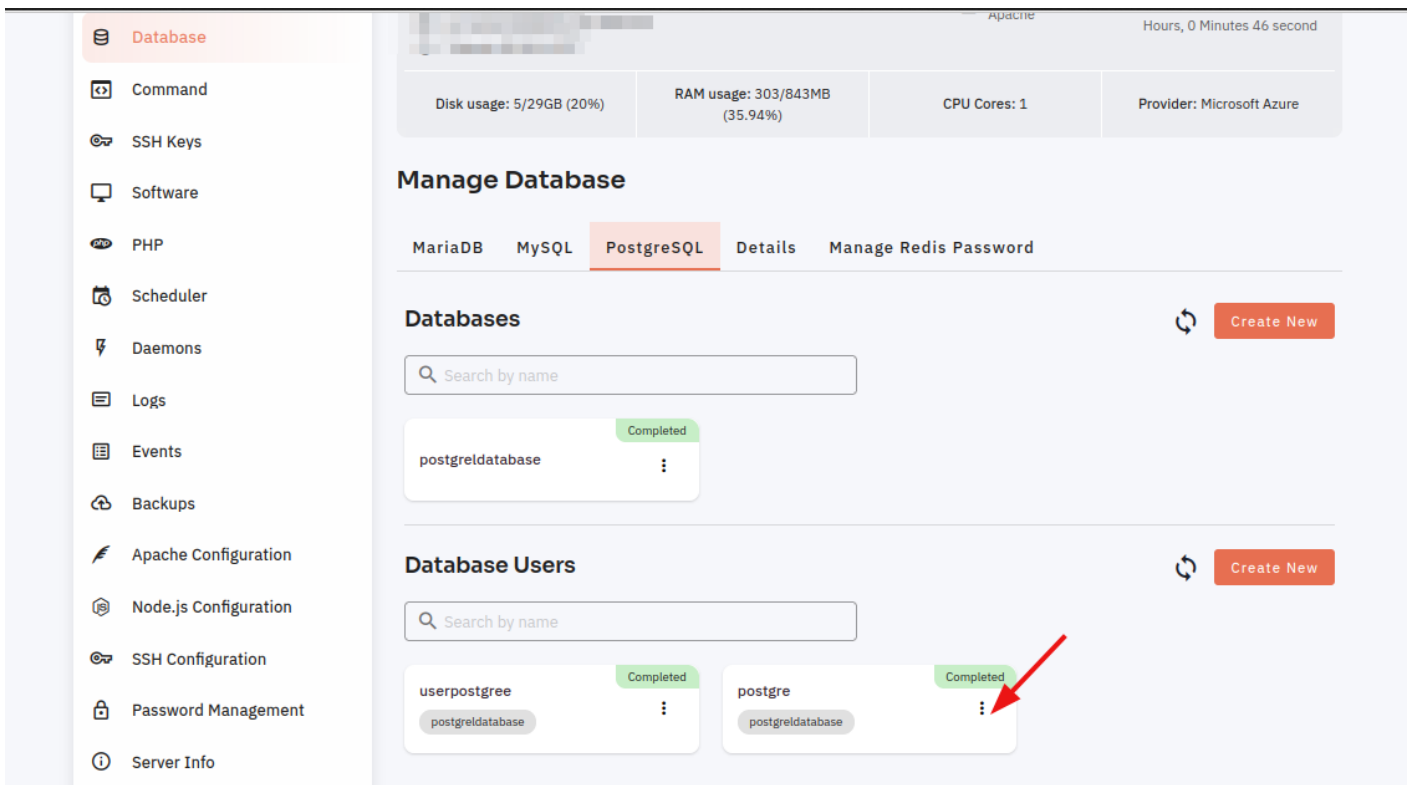 Database
Command
SSH Keys
Software
php
PHP
Scheduler
Daemons
Logs
Events
Backups
Apache Configuration
JS
Node.js Configuration
SSH Configuration
Password Management
Server Info
Apache
Hours, 0 Minutes 46 second
Disk usage: 5/29GB (20%)
RAM usage: 303/843MB
(35.94%)
CPU Cores: 1
Provider: Microsoft Azure
Manage Database
MariaDB MySQL PostgreSQL Details Manage Redis Password
Databases
Create New
Search by name
Completed
postgreldatabase
Database Users
Create New
Search by name
Completed
userpostgree
postgreldatabase
Completed
postgre
postgreldatabase